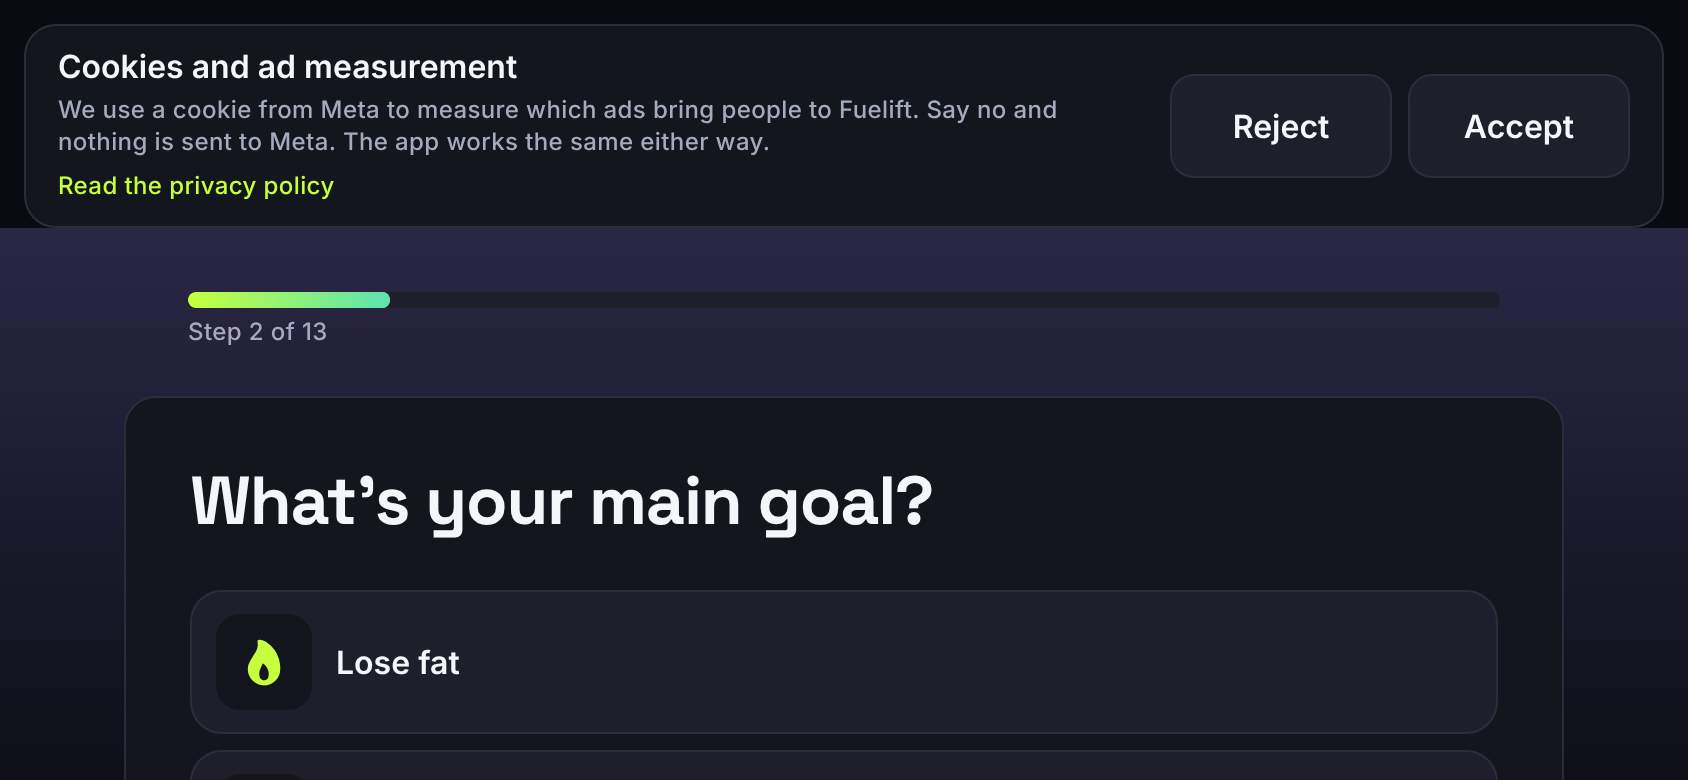 Cookies and ad measurement
We use a cookie from Meta to measure which ads bring people to Fuelift. Say no and
nothing is sent to Meta. The app works the same either way.
Read the privacy policy
Reject
Accept
Step 2 of 13
What’s your main goal?
Lose fat